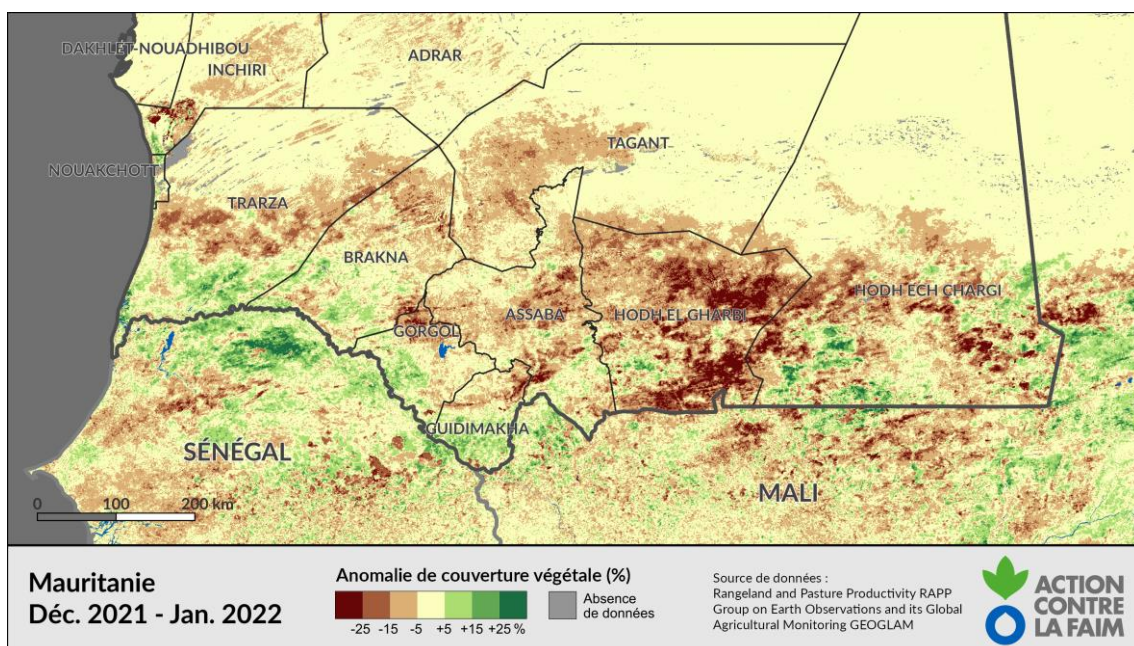 DAKHLET-NOUADHIBOU
INCHIRI
ADRAR
TAGANT
NOUAKCHOTT
TRARZA
BRAKNA
HODH ECH CHARGI
ASSABA
HODH EL GHARBI
GORGOL
GUIDIMAKHA
SÉNÉGAL
MALI
0 100 200 km
Mauritanie
Déc. 2021 - Jan. 2022
Anomalie de couverture végétale (%)
-25 -15 -5 +5 +15 +25 %
Absence
de données
Source de données :
Rangeland and Pasture Productivity RAPP
Group on Earth Observations and its Global
Agricultural Monitoring GEOGLAM
ACTION
CONTRE
LA FAIM